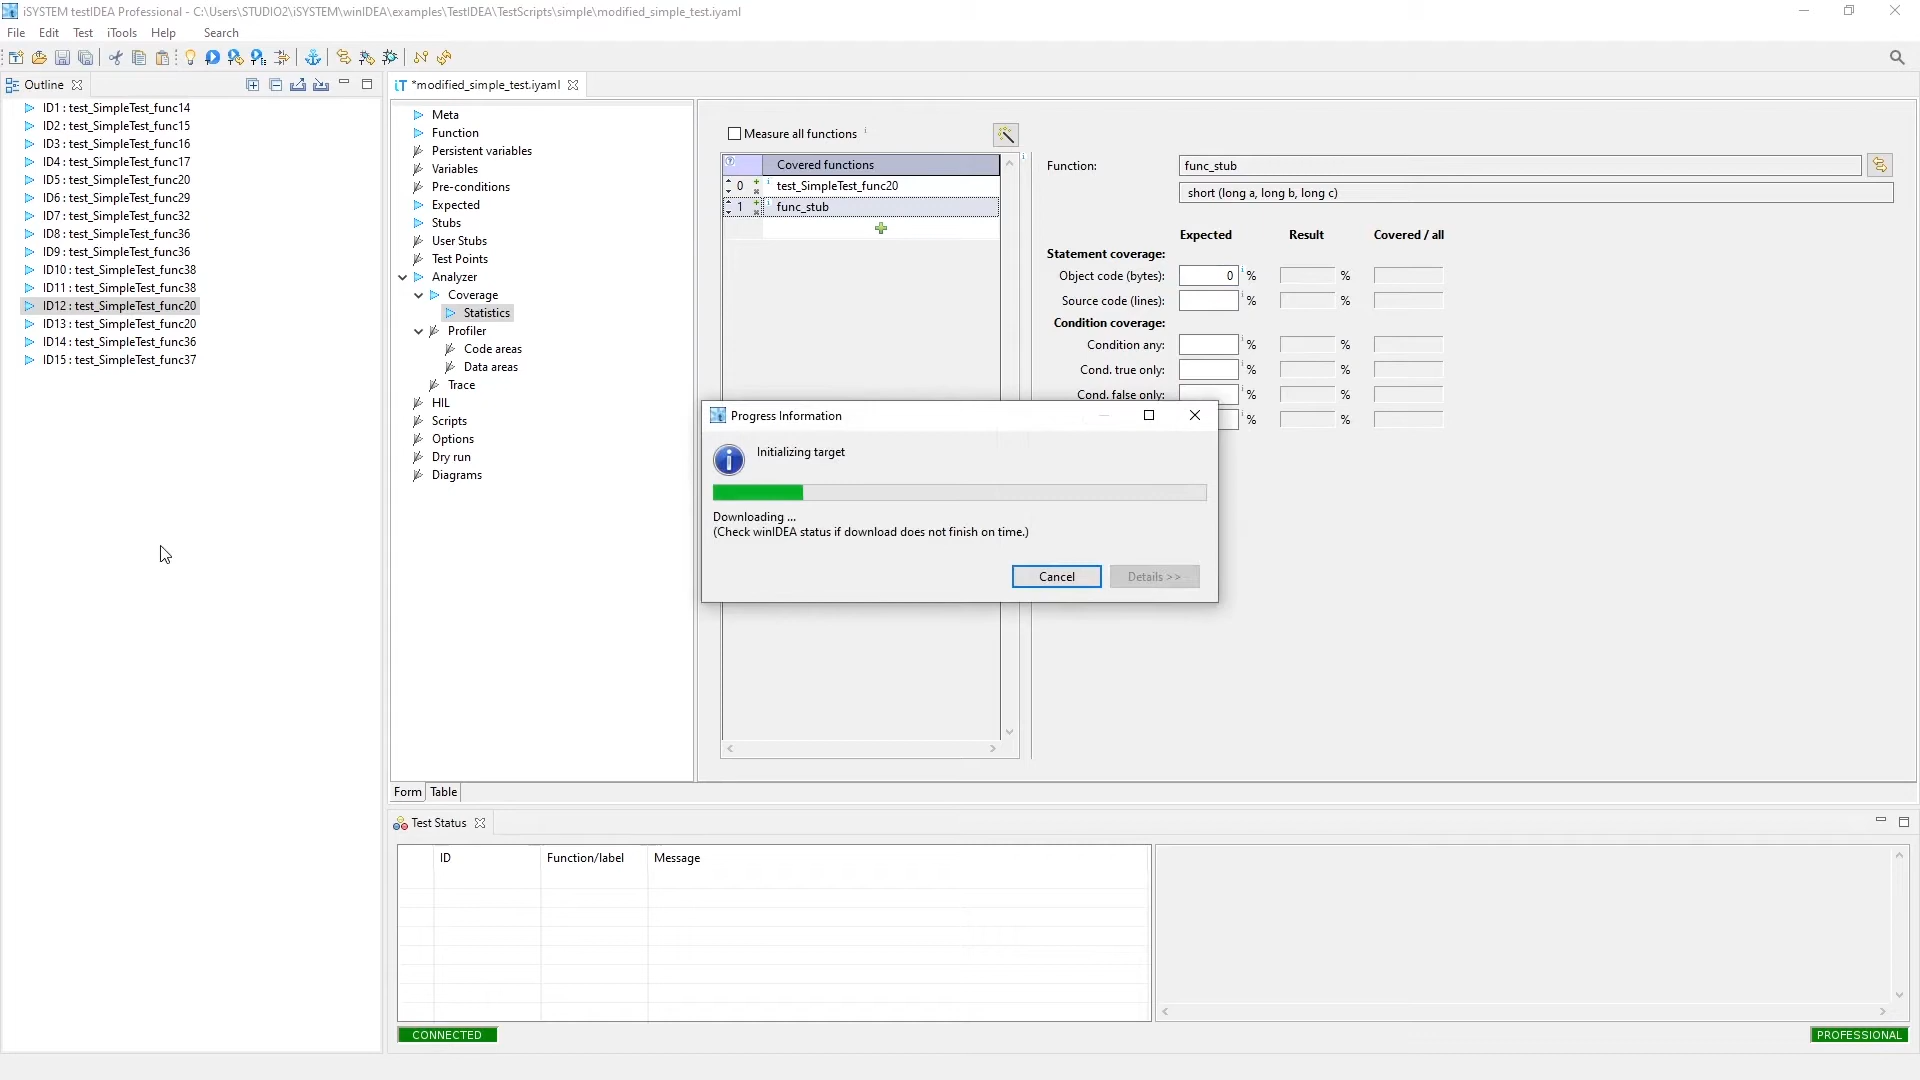 iSYSTEM testIDEA Professional - C:\Users\STUDIO2\iSYSTEM\winIDEA\examples\TestIDEA\TestScripts\simple\modified_simple_test.iyaml
File Edit Test iTools Help Search
Outline
ID1 : test_SimpleTest_func14
ID2 : test_SimpleTest_func15
ID3 : test_SimpleTest_func16
ID4 : test_SimpleTest_func17
ID5 : test_SimpleTest_func20
ID6 : test_SimpleTest_func29
ID7 : test_SimpleTest_func32
ID8 : test_SimpleTest_func36
ID9 : test_SimpleTest_func36
ID10 : test_SimpleTest_func38
ID11 : test_SimpleTest_func38
ID12 : test_SimpleTest_func20
ID13 : test_SimpleTest_func20
ID14 : test_SimpleTest_func36
ID15 : test_SimpleTest_func37
iT *modified_simple_test.iyaml
Meta
Function
Persistent variables
Variables
Pre-conditions
Expected
Stubs
User Stubs
Test Points
Analyzer
Coverage
Statistics
Profiler
Code areas
Data areas
Trace
HIL
Scripts
Options
Dry run
Diagrams
Measure all functions
Covered functions
0 test_SimpleTest_func20
1 func_stub
Function: func_stub
short (long a, long b, long c)
Expected Result Covered / all
Statement coverage:
Object code (bytes): 0 % %
Source code (lines): % %
Condition coverage:
Condition any: % %
Cond. true only: % %
Cond. false only: % %
% %
Progress Information
Initializing target
Downloading ...
(Check winIDEA status if download does not finish on time.)
Cancel Details >>
Form Table
Test Status
ID Function/label Message
CONNECTED PROFESSIONAL